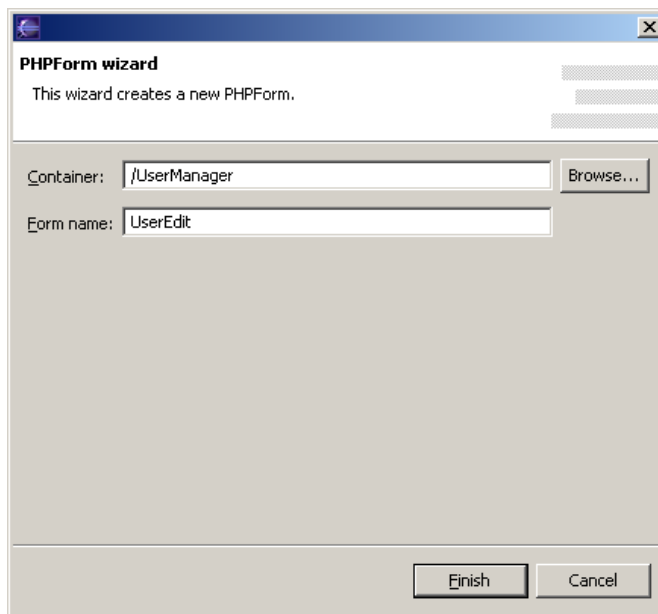 PHPForm wizard
This wizard creates a new PHPForm.
Container: /UserManager Browse...
Form name: UserEdit
Finish Cancel